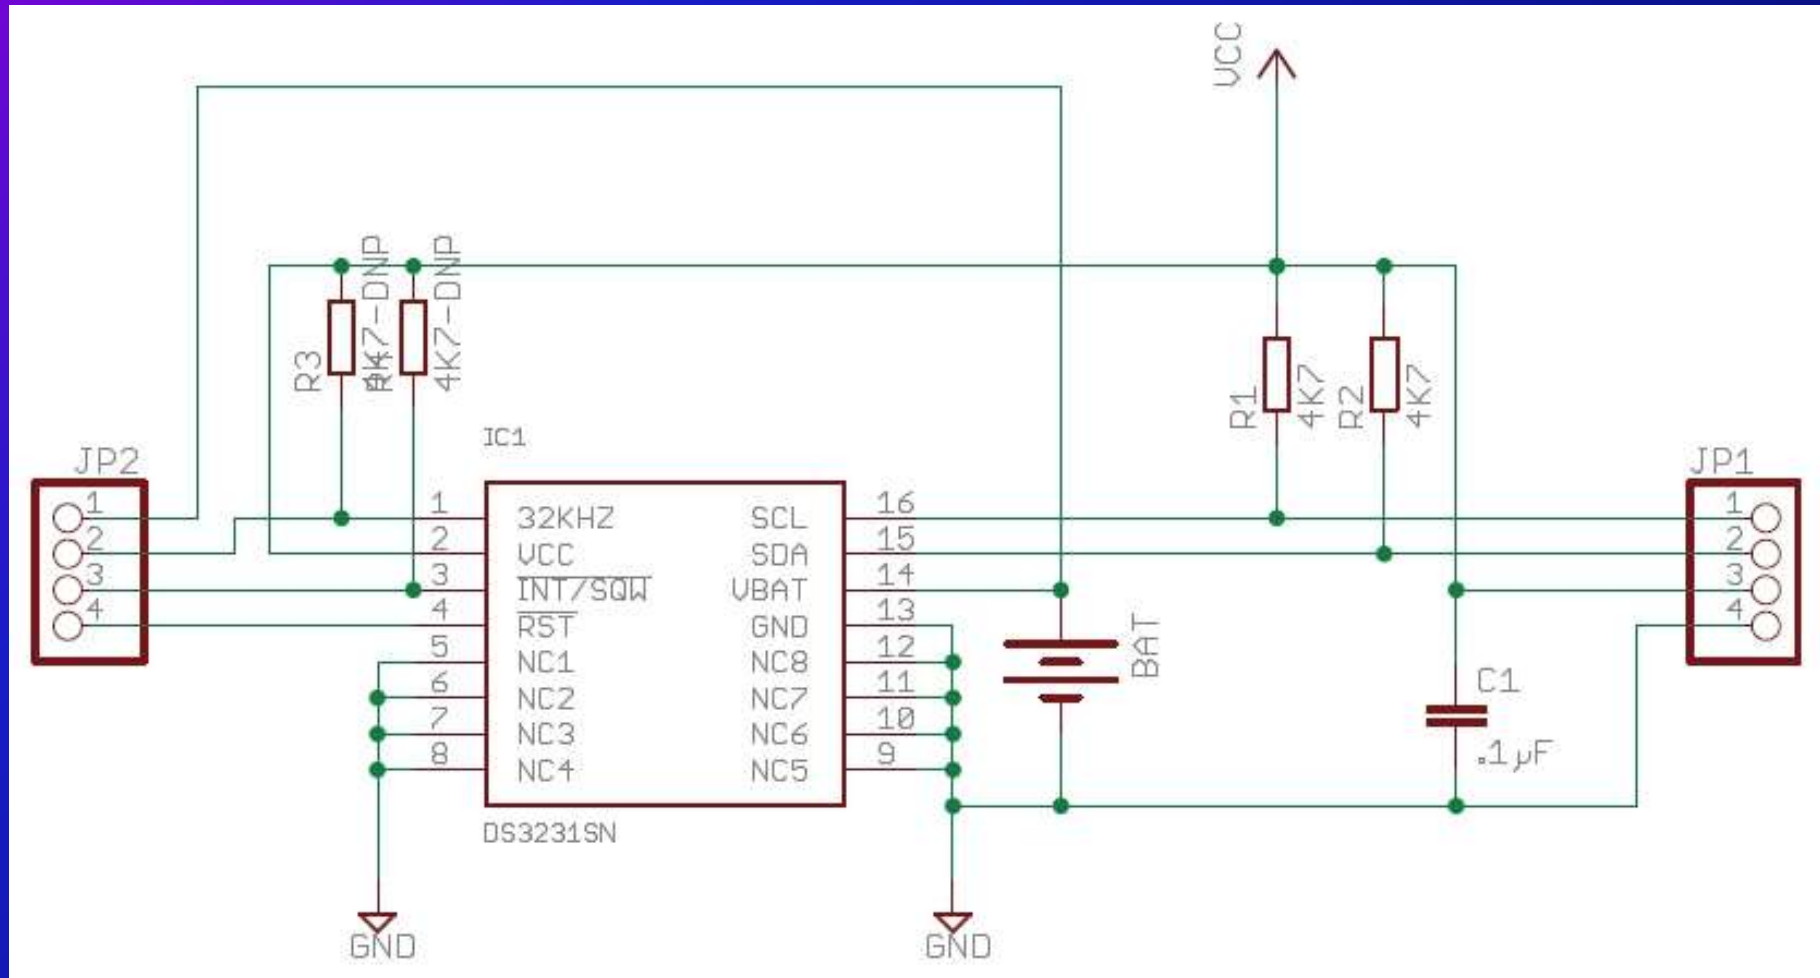 VCC
R3
4K7-DNP
R4
4K7-DNP
R1
4K7
R2
4K7
IC1
JP2
1
2
3
4
JP1
1
2
3
4
1 32KHZ SCL 16
2 VCC SDA 15
3 INT/SQW VBAT 14
4 RST GND 13
5 NC1 NC8 12
6 NC2 NC7 11
7 NC3 NC6 10
8 NC4 NC5 9
DS3231SN
BAT
C1
.1µF
GND
GND